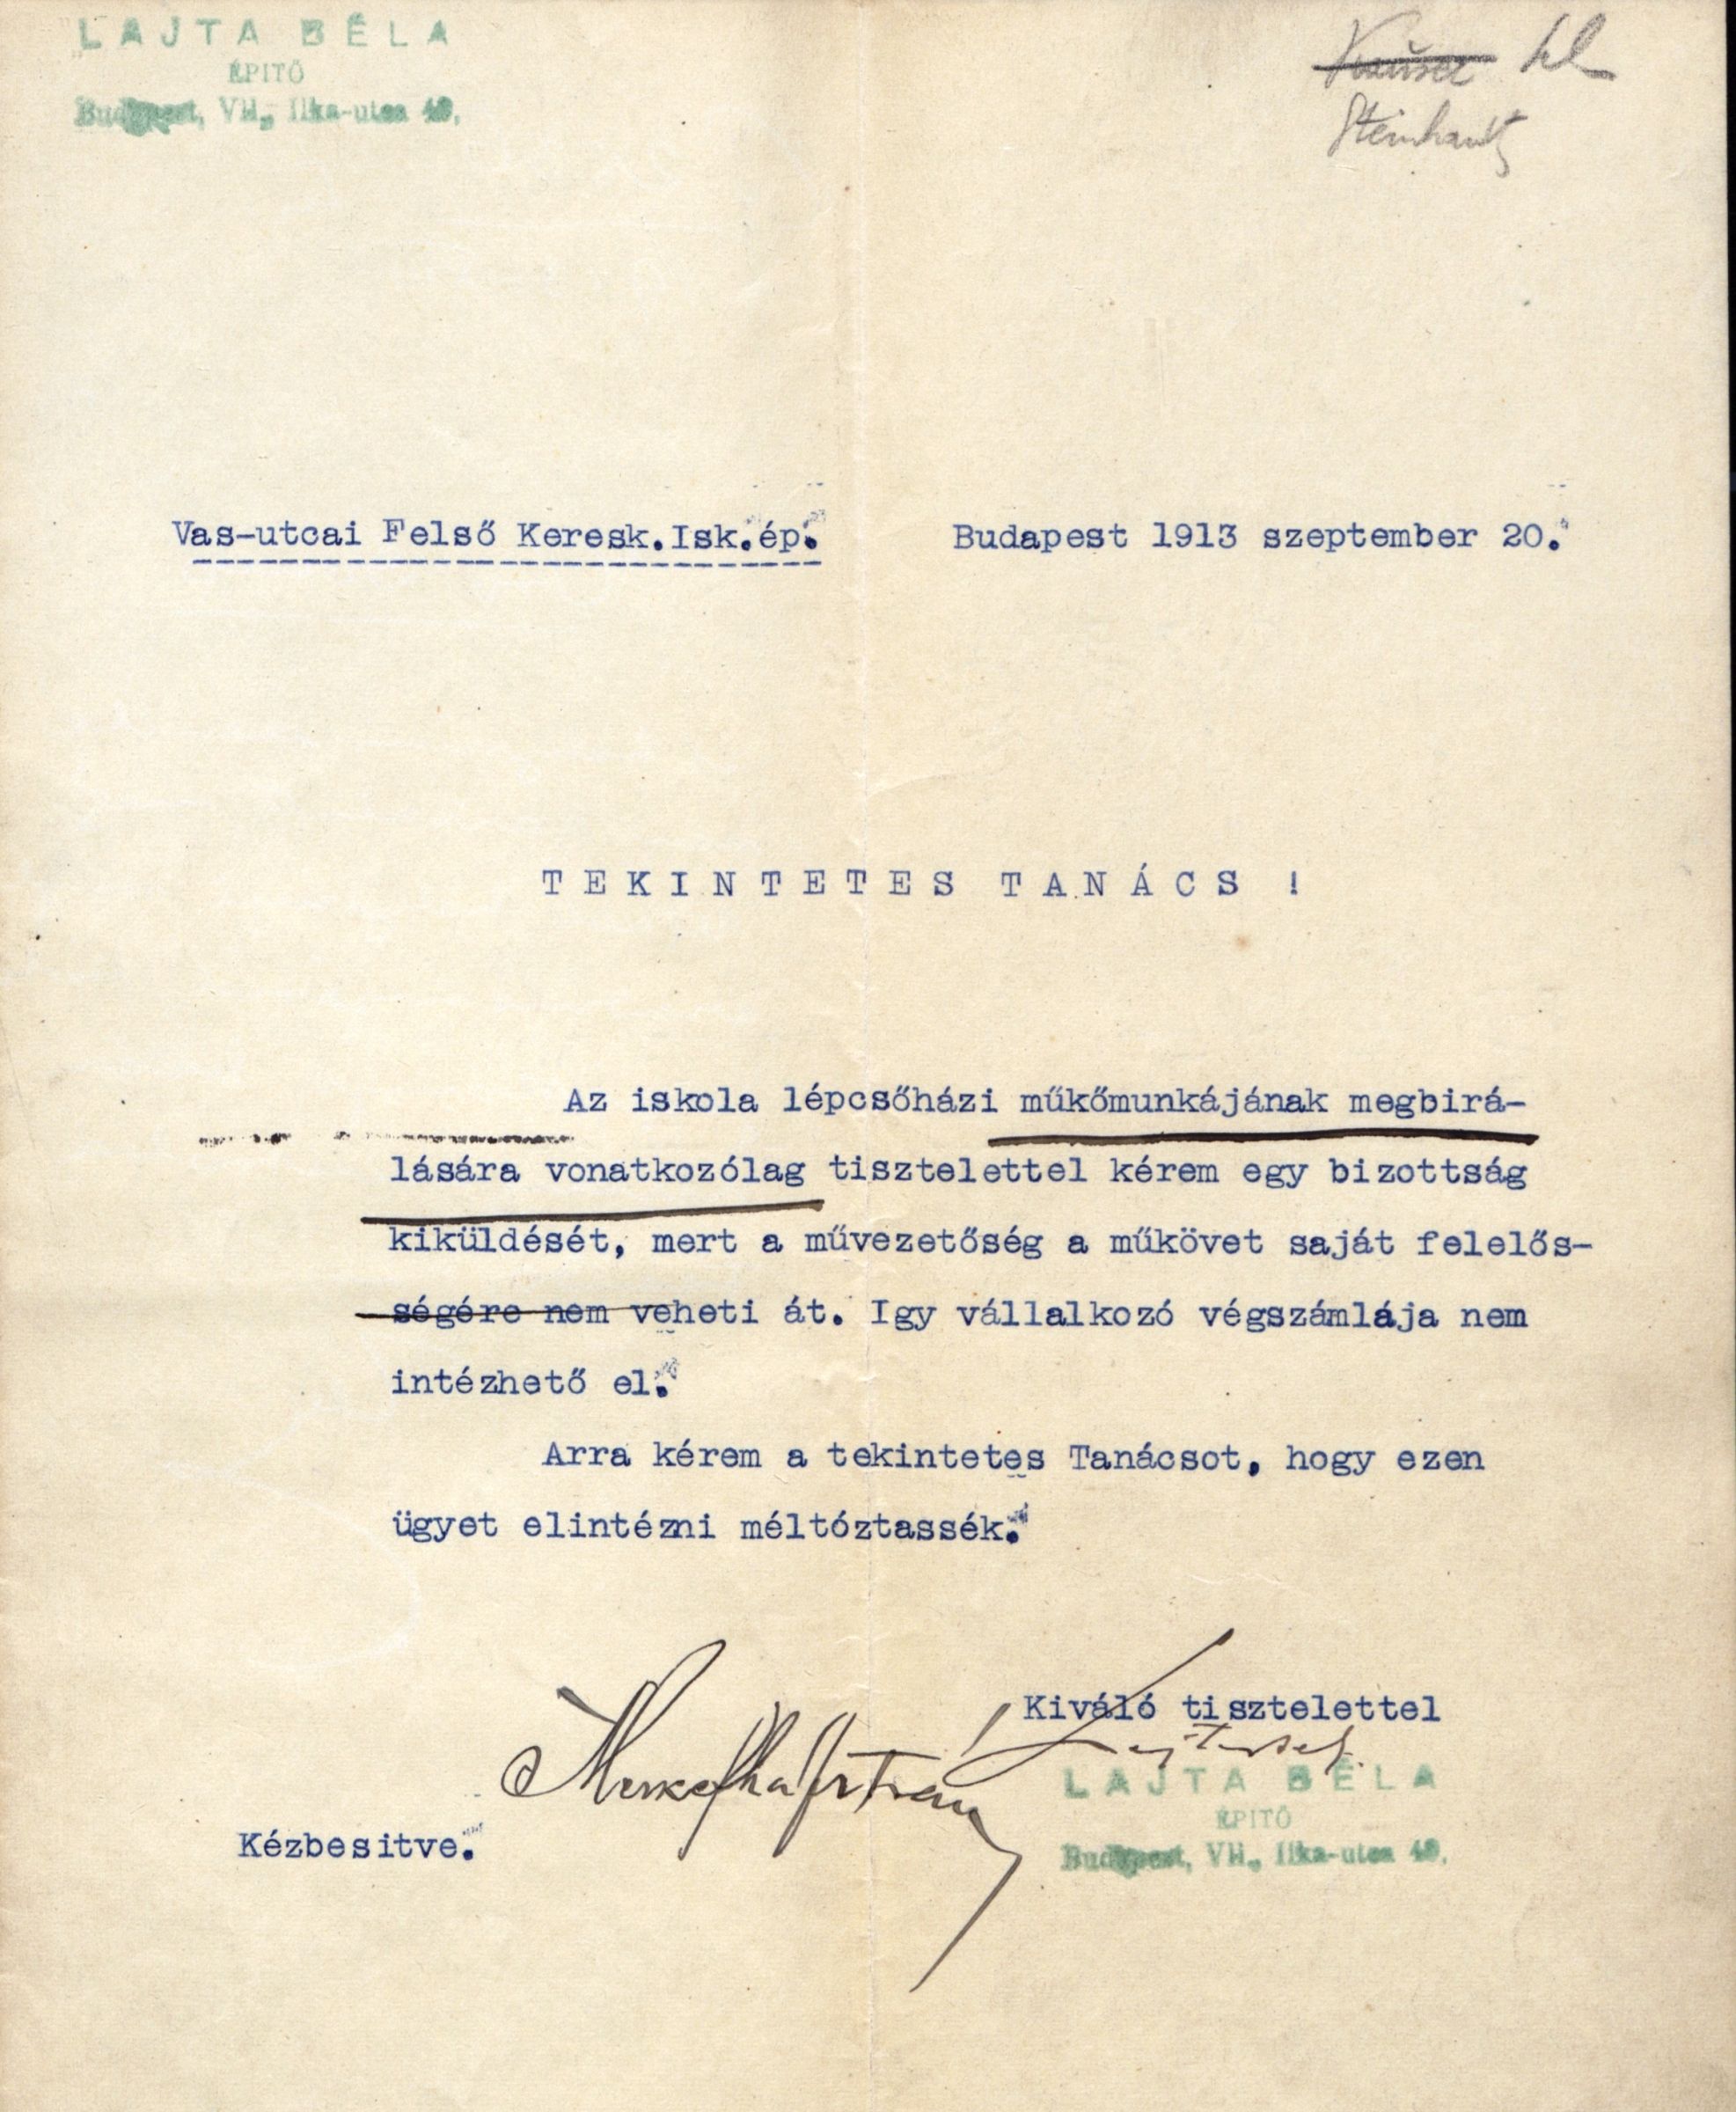 LAJTA BÉLA
ÉPITŐ
Budapest, VII., Ilka-utca
Steinhardt
Vas-utcai Felső Keresk.Isk.ép.
Budapest 1913 szeptember 20.
TEKINTETES TANÁCS !
Az iskola lépcsőházi műkőmunkájának megbirá-
lására vonatkozólag tisztelettel kérem egy bizottság
kiküldését, mert a művezetőség a műkövet saját felelős-
ségére nem veheti át. Igy vállalkozó végszámlája nem
intézhető el.
Arra kérem a tekintetes Tanácsot, hogy ezen
ügyet elintézni méltóztassék.
Kiváló tisztelettel
LAJTA BÉLA
ÉPITŐ
Budapest, VII., Ilka-utca
Kézbesitve.